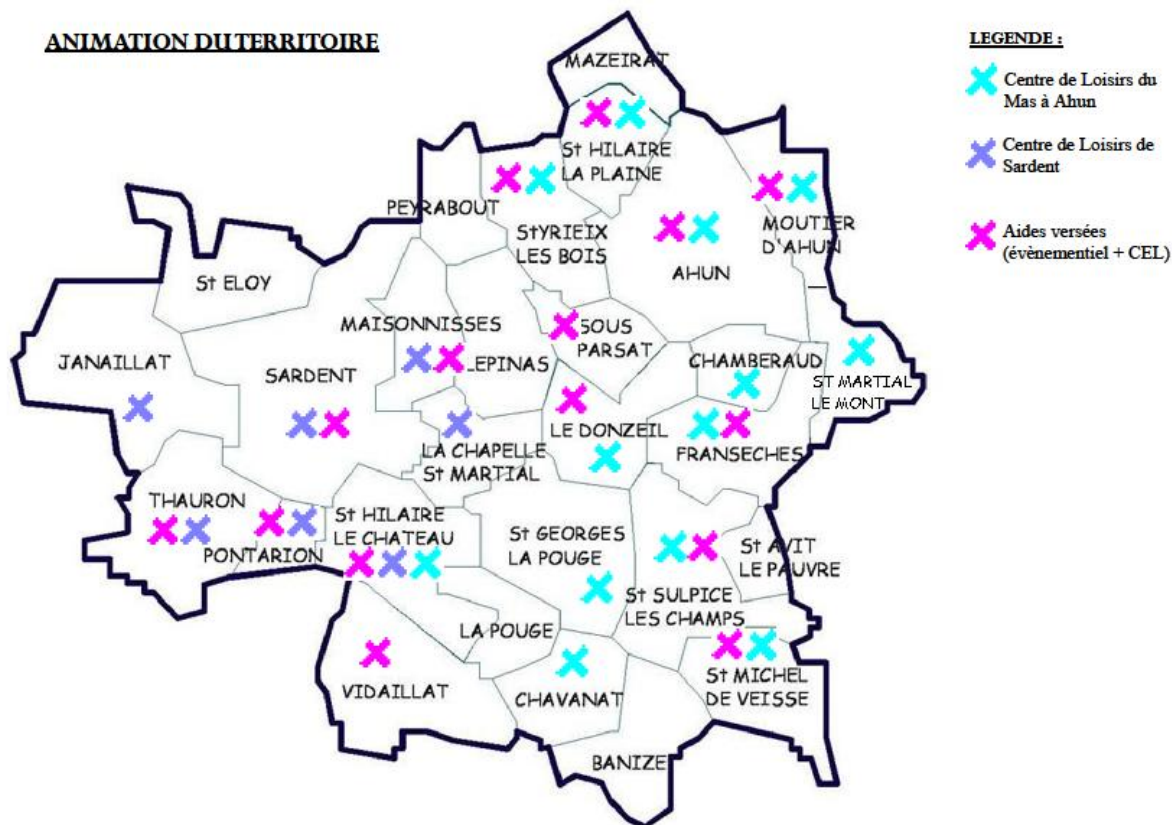 ANIMATION DU TERRITOIRE
LEGENDE :
Centre de Loisirs du
Mas à Ahun
Centre de Loisirs de
Sardent
Aides versées
(évènementiel + CEL)
MAZEIRAT
St HILAIRE
LA PLAINE
PEYRABOUT
StYRIEIX
LES BOIS
MOUTIER
D'AHUN
AHUN
St ELOY
MAISONNISSES
SOUS
PARSAT
JANAILLAT
SARDENT
LEPINAS
CHAMBERAUD
ST MARTIAL
LE MONT
LE DONZEIL
FRANSECHES
LA CHAPELLE
St MARTIAL
THAURON
PONTARION
St HILAIRE
LE CHATEAU
St GEORGES
LA POUGE
St AVIT
LE PAUVRE
St SULPICE
LES CHAMPS
LA POUGE
VIDAILLAT
CHAVANAT
St MICHEL
DE VEISSE
BANIZE